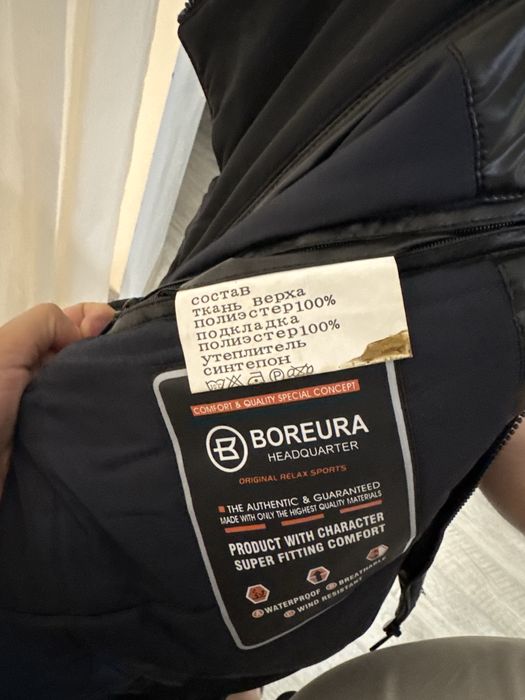 состав
ткань верха
полиэстер100%
подкладка
полиэстер100%
утеплитель
синтепон
COMFORT & QUALITY SPECIAL CONCEPT
BOREURA
HEADQUARTER
ORIGINAL RELAX SPORTS
THE AUTHENTIC & GUARANTEED
MADE WITH ONLY THE HIGHEST QUALITY MATERIALS
PRODUCT WITH CHARACTER
SUPER FITTING COMFORT
WATERPROOF BREATHABLE
WIND RESISTANT